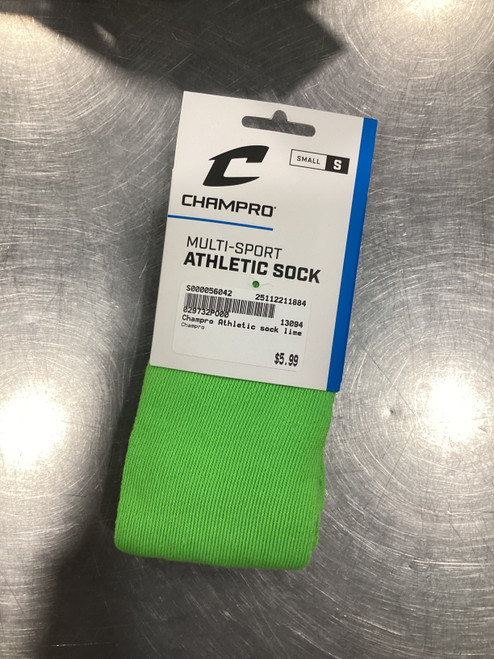 SMALL S
CHAMPRO®
MULTI-SPORT
ATHLETIC SOCK
S000056042 25112211884
029732P000 13094
Champro Athletic sock lime
Champro
$5.99